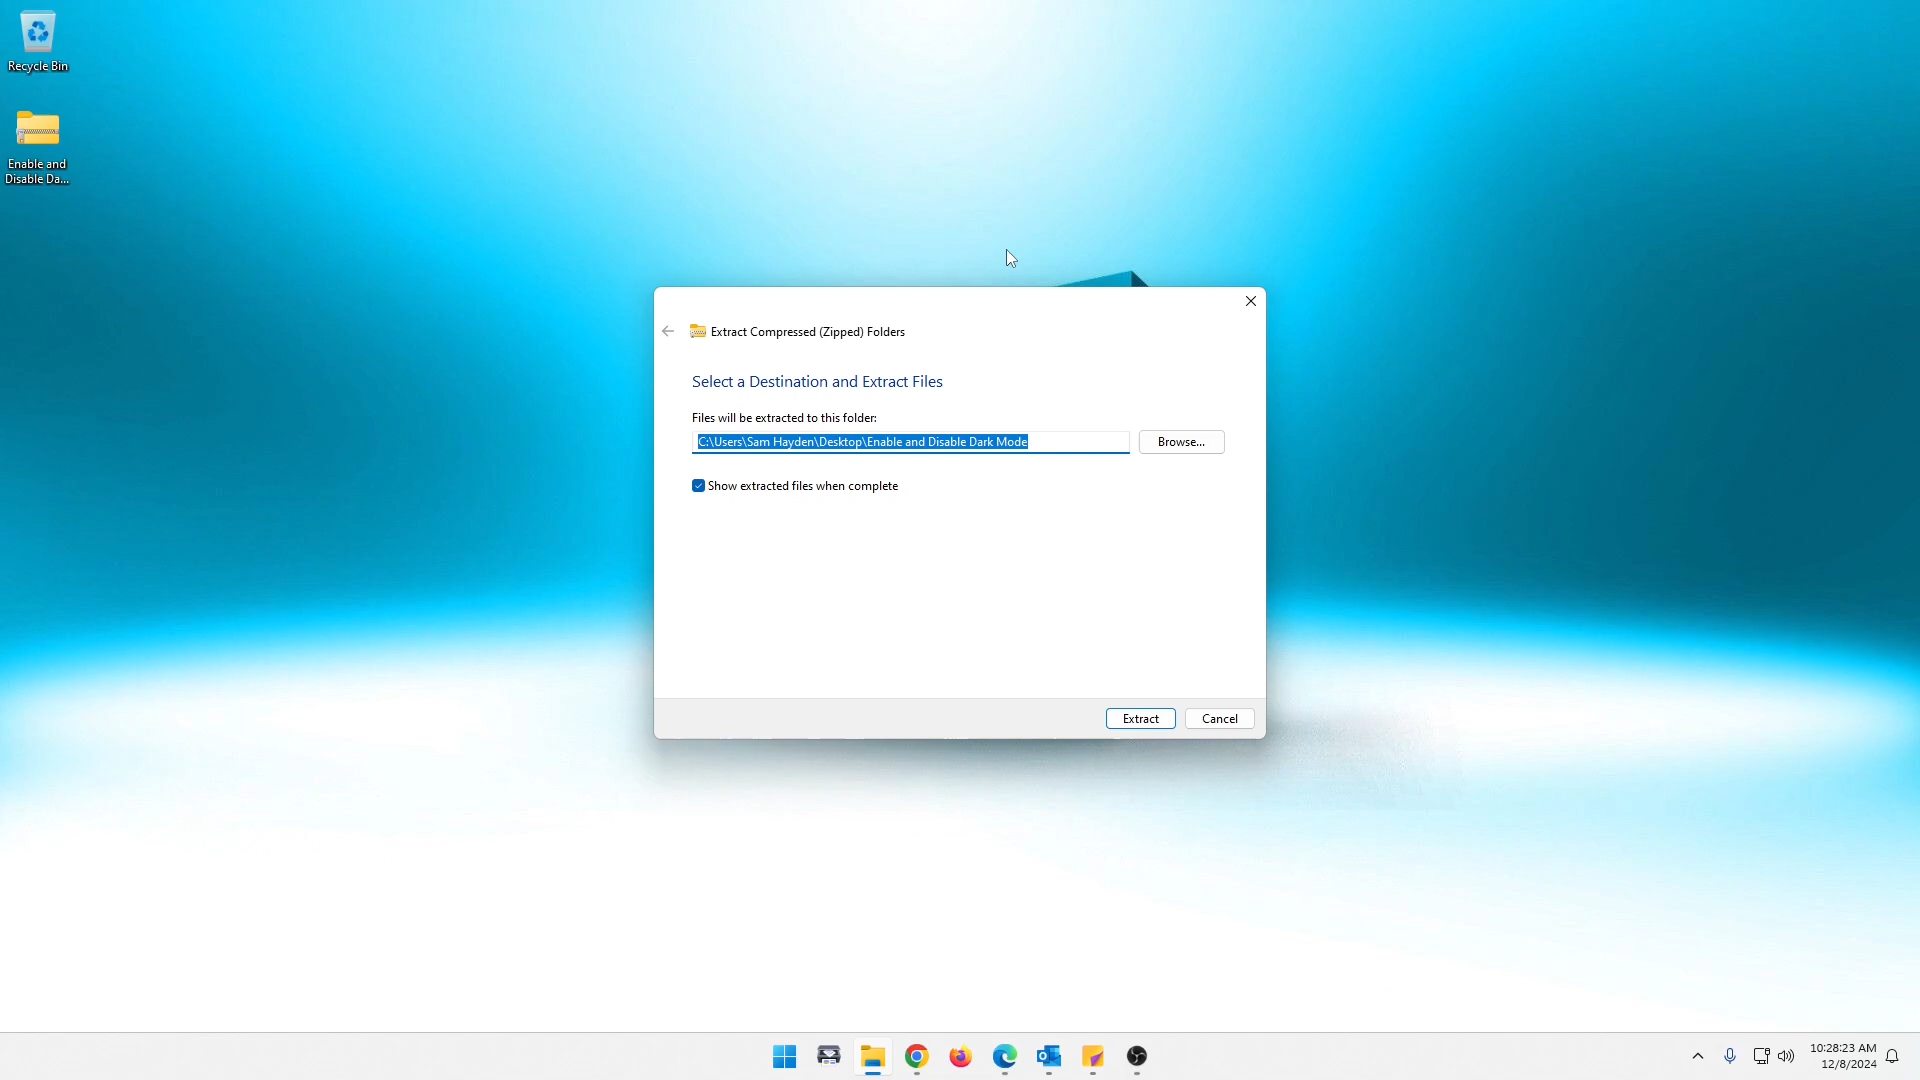 Recycle Bin
Enable and
Disable Da...
Extract Compressed (Zipped) Folders
Select a Destination and Extract Files
Files will be extracted to this folder:
C:\Users\Sam Hayden\Desktop\Enable and Disable Dark Mode
Browse...
Show extracted files when complete
Extract
Cancel
10:28:23 AM
12/8/2024